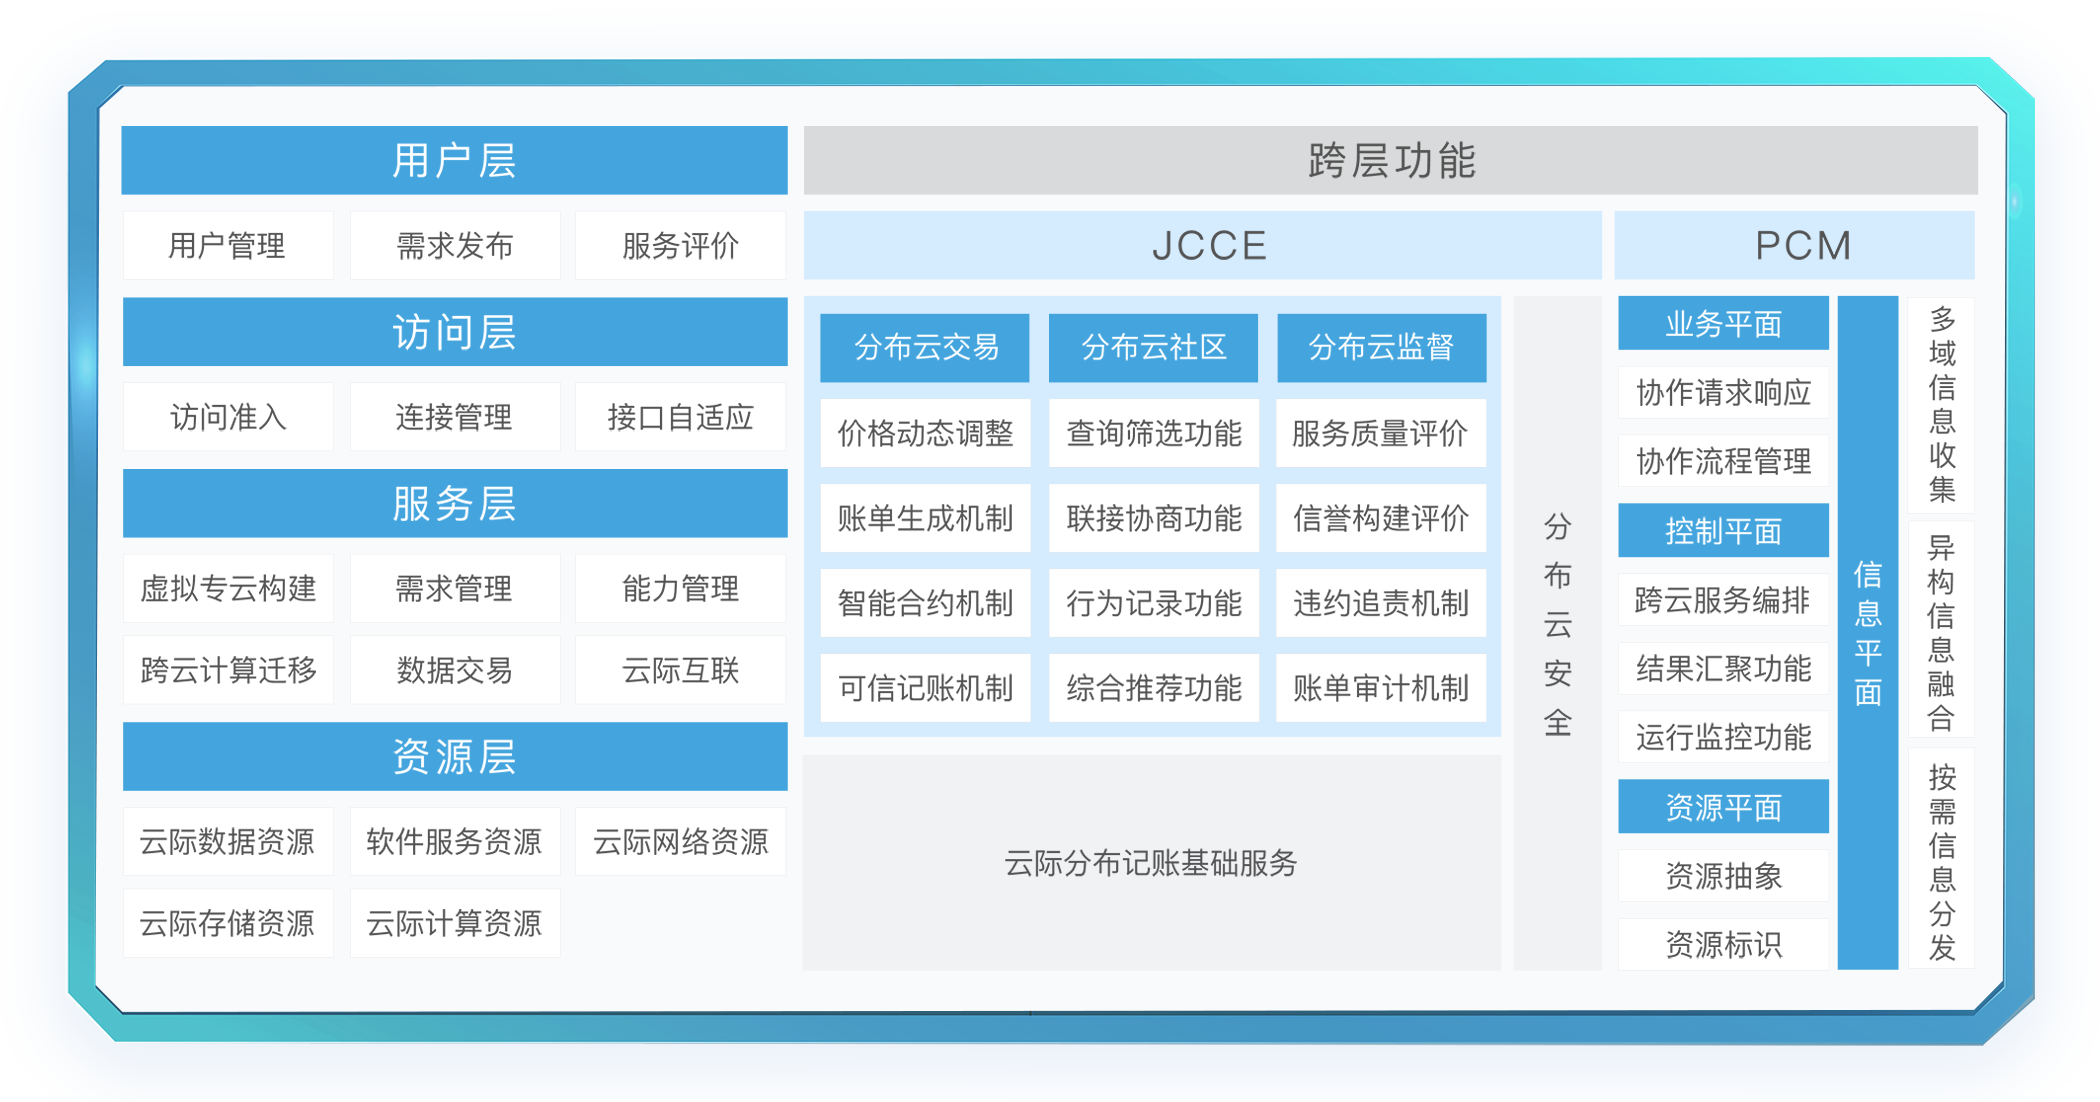 用户层
用户管理
需求发布
服务评价
访问层
访问准入
连接管理
接口自适应
服务层
虚拟专云构建
需求管理
能力管理
跨云计算迁移
数据交易
云际互联
资源层
云际数据资源
软件服务资源
云际网络资源
云际存储资源
云际计算资源
跨层功能
JCCE
分布云交易
分布云社区
分布云监督
价格动态调整
查询筛选功能
服务质量评价
账单生成机制
联接协商功能
信誉构建评价
智能合约机制
行为记录功能
违约追责机制
可信记账机制
综合推荐功能
账单审计机制
云际分布记账基础服务
分布云安全
PCM
业务平面
协作请求响应
协作流程管理
控制平面
跨云服务编排
结果汇聚功能
运行监控功能
资源平面
资源抽象
资源标识
信息平面
多域信息收集
异构信息融合
按需信息分发